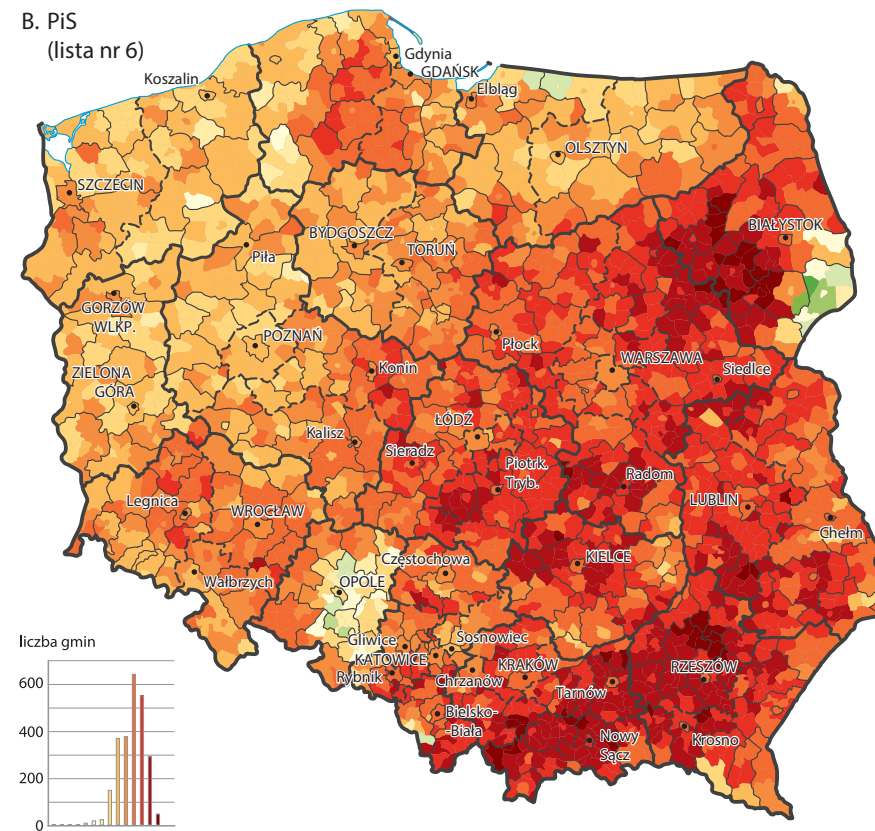 B. PiS
(lista nr 6)
Gdynia
GDAŃSK
Koszalin
Elbląg
OLSZTYN
SZCZECIN
BIAŁYSTOK
BYDGOSZCZ
TORUŃ
Piła
GORZÓW
WLKP.
POZNAŃ
Płock
WARSZAWA
Siedlce
Konin
ZIELONA
GÓRA
ŁÓDŹ
Kalisz
Sieradz
Piotrk.
Tryb.
Radom
LUBLIN
Legnica
WROCŁAW
Chełm
Częstochowa
KIELCE
Wałbrzych
OPOLE
Gliwice
Sosnowiec
KATOWICE
KRAKÓW
RZESZÓW
Rybnik
Chrzanów
Tarnów
Bielsko-
-Biała
Nowy
Sącz
Krosno
liczba gmin
600
400
200
0